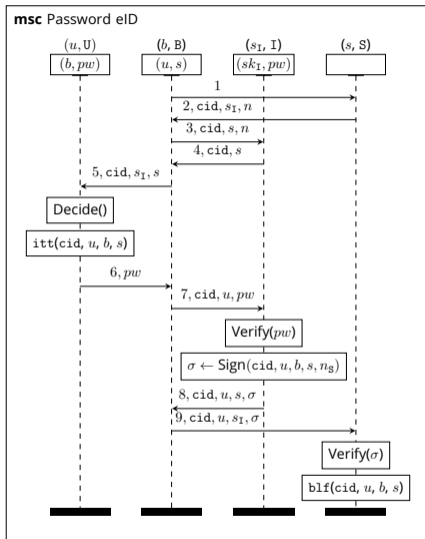 msc Password eID
(u, U) (b, B) (s_I, I) (s, S)
(b, pw) (u, s) (sk_I, pw)
1
2, cid, s_I, n
3, cid, s, n
4, cid, s
5, cid, s_I, s
Decide()
itt(cid, u, b, s)
6, pw
7, cid, u, pw
Verify(pw)
σ ← Sign(cid, u, b, s, n_S)
8, cid, u, s, σ
9, cid, u, s_I, σ
Verify(σ)
blf(cid, u, b, s)